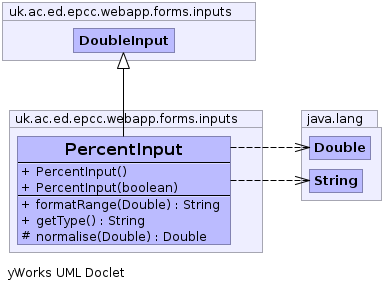 uk.ac.ed.epcc.webapp.forms.inputs
DoubleInput
uk.ac.ed.epcc.webapp.forms.inputs
PercentInput
+ PercentInput()
+ PercentInput(boolean)
+ formatRange(Double) : String
+ getType() : String
# normalise(Double) : Double
java.lang
Double
String
yWorks UML Doclet